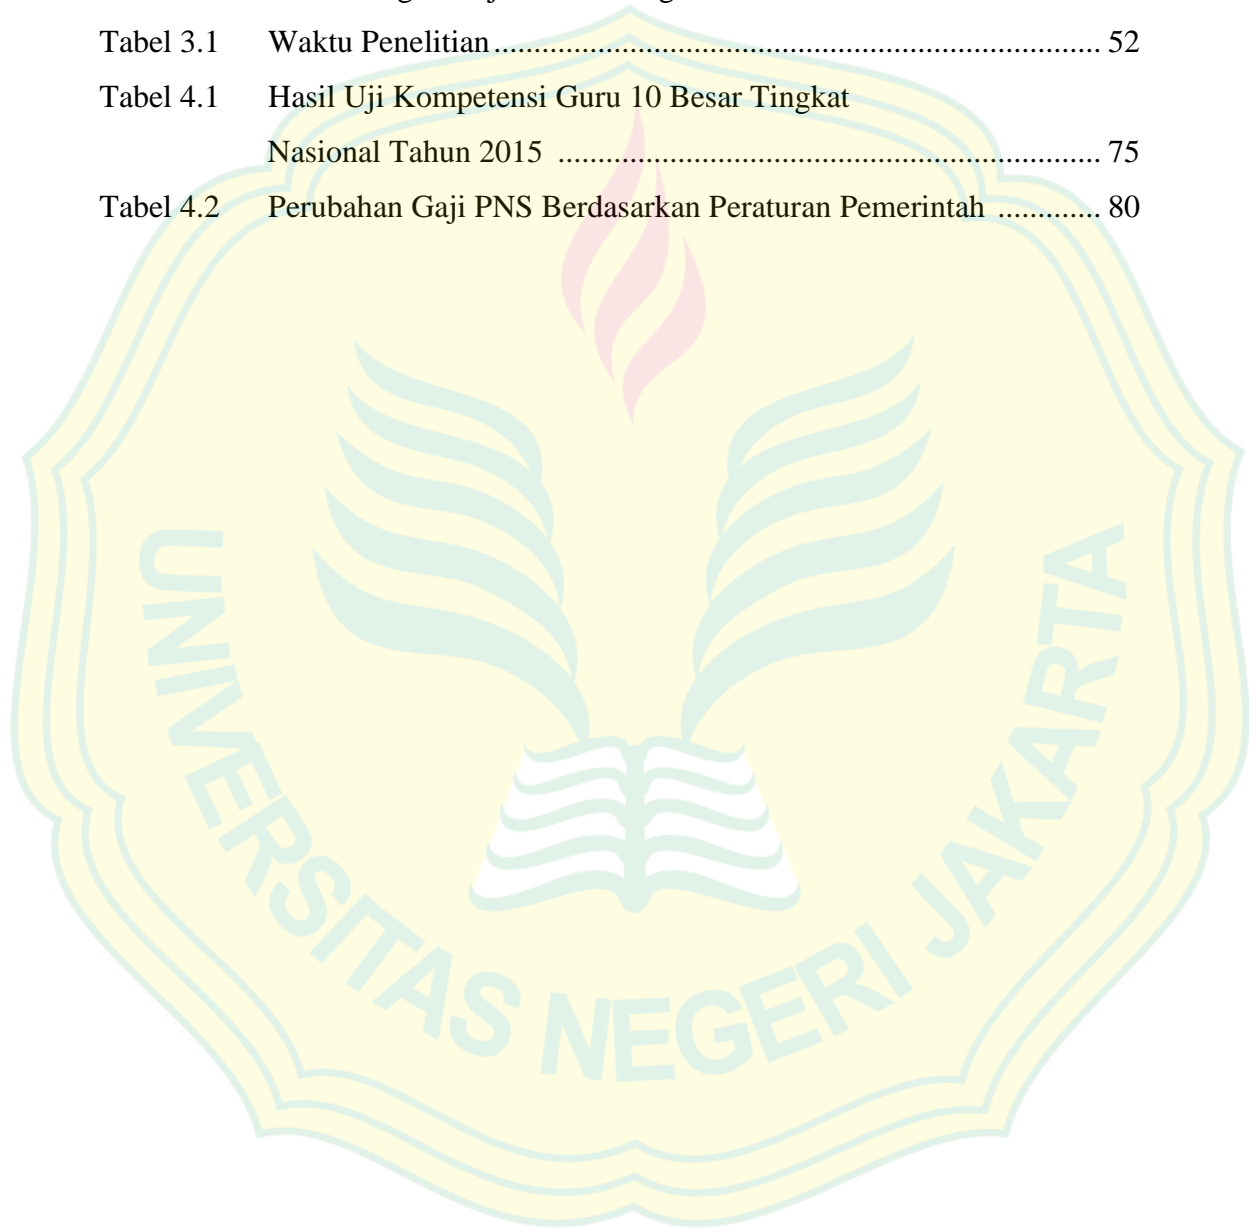 Tabel 3.1 Waktu Penelitian ............................................................................. 52
Tabel 4.1 Hasil Uji Kompetensi Guru 10 Besar Tingkat
Nasional Tahun 2015 ..................................................................... 75
Tabel 4.2 Perubahan Gaji PNS Berdasarkan Peraturan Pemerintah ............. 80
UNIVERSITAS NEGERI JAKARTA